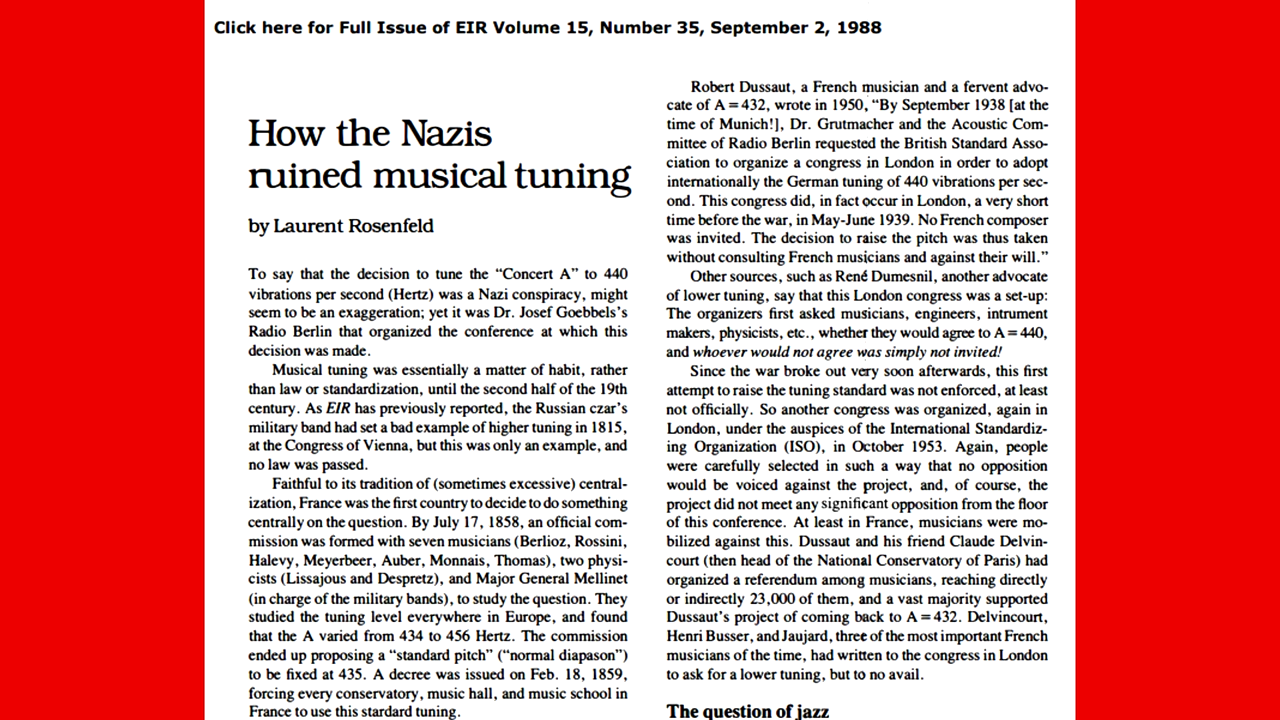 Click here for Full Issue of EIR Volume 15, Number 35, September 2, 1988
How the Nazis
ruined musical tuning
by Laurent Rosenfeld
To say that the decision to tune the “Concert A” to 440
vibrations per second (Hertz) was a Nazi conspiracy, might
seem to be an exaggeration; yet it was Dr. Josef Goebbels’s
Radio Berlin that organized the conference at which this
decision was made.
Musical tuning was essentially a matter of habit, rather
than law or standardization, until the second half of the 19th
century. As EIR has previously reported, the Russian czar’s
military band had set a bad example of higher tuning in 1815,
at the Congress of Vienna, but this was only an example, and
no law was passed.
Faithful to its tradition of (sometimes excessive) central-
ization, France was the first country to decide to do something
centrally on the question. By July 17, 1858, an official com-
mission was formed with seven musicians (Berlioz, Rossini,
Halevy, Meyerbeer, Auber, Monnais, Thomas), two physi-
cists (Lissajous and Despretz), and Major General Mellinet
(in charge of the military bands), to study the question. They
studied the tuning level everywhere in Europe, and found
that the A varied from 434 to 456 Hertz. The commission
ended up proposing a “standard pitch” (“normal diapason”)
to be fixed at 435. A decree was issued on Feb. 18, 1859,
forcing every conservatory, music hall, and music school in
France to use this stardard tuning.
Robert Dussaut, a French musician and a fervent advo-
cate of A = 432, wrote in 1950, “By September 1938 [at the
time of Munich!], Dr. Grutmacher and the Acoustic Com-
mittee of Radio Berlin requested the British Standard Asso-
ciation to organize a congress in London in order to adopt
internationally the German tuning of 440 vibrations per sec-
ond. This congress did, in fact occur in London, a very short
time before the war, in May-June 1939. No French composer
was invited. The decision to raise the pitch was thus taken
without consulting French musicians and against their will.”
Other sources, such as René Dumesnil, another advocate
of lower tuning, say that this London congress was a set-up:
The organizers first asked musicians, engineers, intrument
makers, physicists, etc., whether they would agree to A = 440,
and whoever would not agree was simply not invited!
Since the war broke out very soon afterwards, this first
attempt to raise the tuning standard was not enforced, at least
not officially. So another congress was organized, again in
London, under the auspices of the International Standardiz-
ing Organization (ISO), in October 1953. Again, people
were carefully selected in such a way that no opposition
would be voiced against the project, and, of course, the
project did not meet any significant opposition from the floor
of this conference. At least in France, musicians were mo-
bilized against this. Dussaut and his friend Claude Delvin-
court (then head of the National Conservatory of Paris) had
organized a referendum among musicians, reaching directly
or indirectly 23,000 of them, and a vast majority supported
Dussaut’s project of coming back to A = 432. Delvincourt,
Henri Busser, and Jaujard, three of the most important French
musicians of the time, had written to the congress in London
to ask for a lower tuning, but to no avail.
The question of jazz